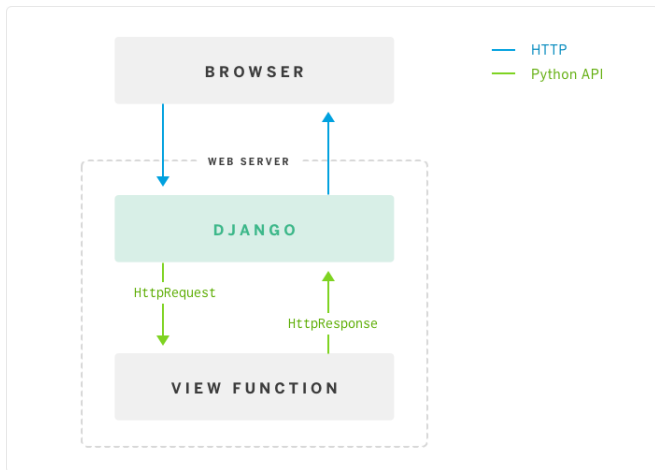 BROWSER
HTTP
Python API
WEB SERVER
DJANGO
HttpRequest
HttpResponse
VIEW FUNCTION